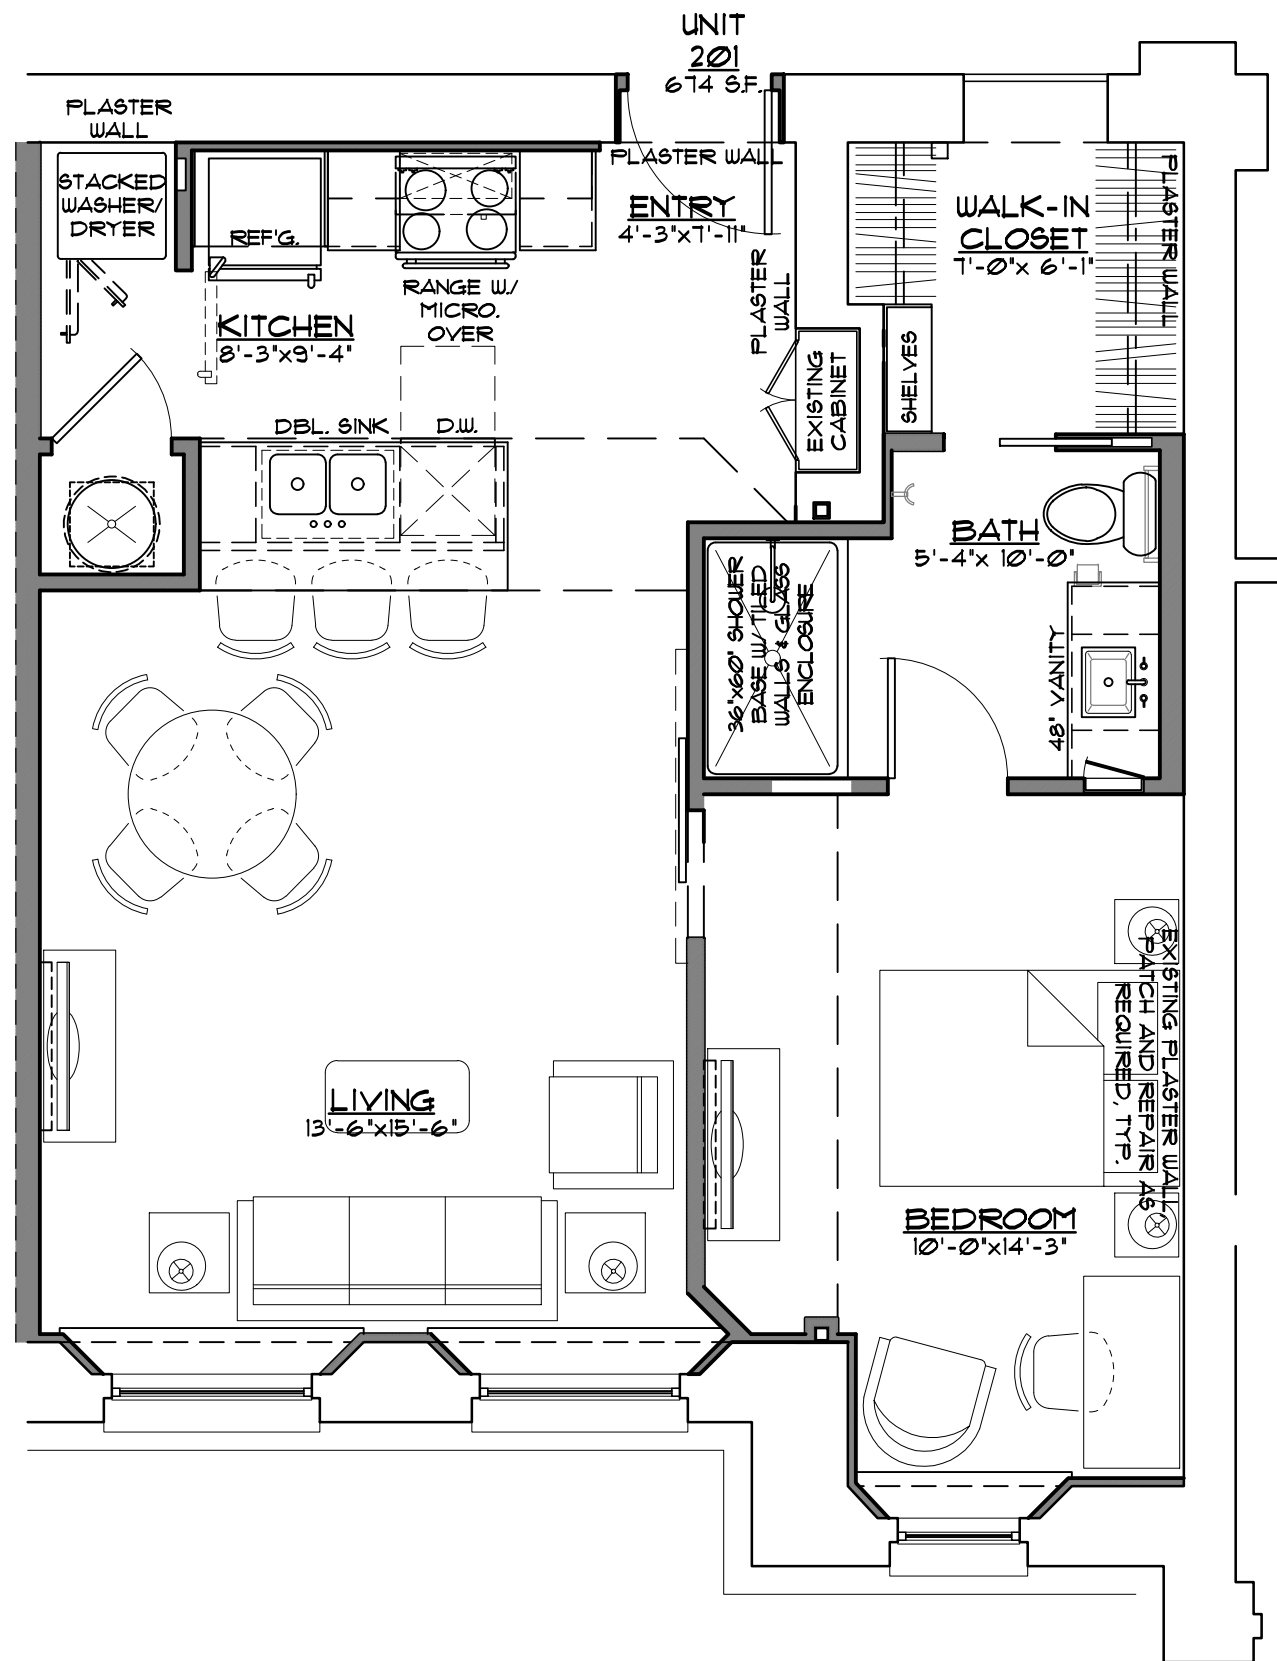 UNIT
201
674 S.F.
PLASTER
WALL
STACKED
WASHER/
DRYER
REF'G.
RANGE W./
MICRO.
OVER
KITCHEN
8'-3"x9'-4"
PLASTER WALL
ENTRY
4'-3"x7'-11"
PLASTER
WALL
WALK-IN
CLOSET
7'-0"x 6'-1"
PLASTER WALL
EXISTING
CABINET
SHELVES
DBL. SINK
D.W.
BATH
5'-4"x 10'-0"
36"x60" SHOWER
BASE W/ TILED
WALLS & GLASS
ENCLOSURE
48" VANITY
EXISTING PLASTER WALL,
PATCH AND REPAIR AS
REQUIRED, TYP.
LIVING
13'-6"x15'-6"
BEDROOM
10'-0"x14'-3"